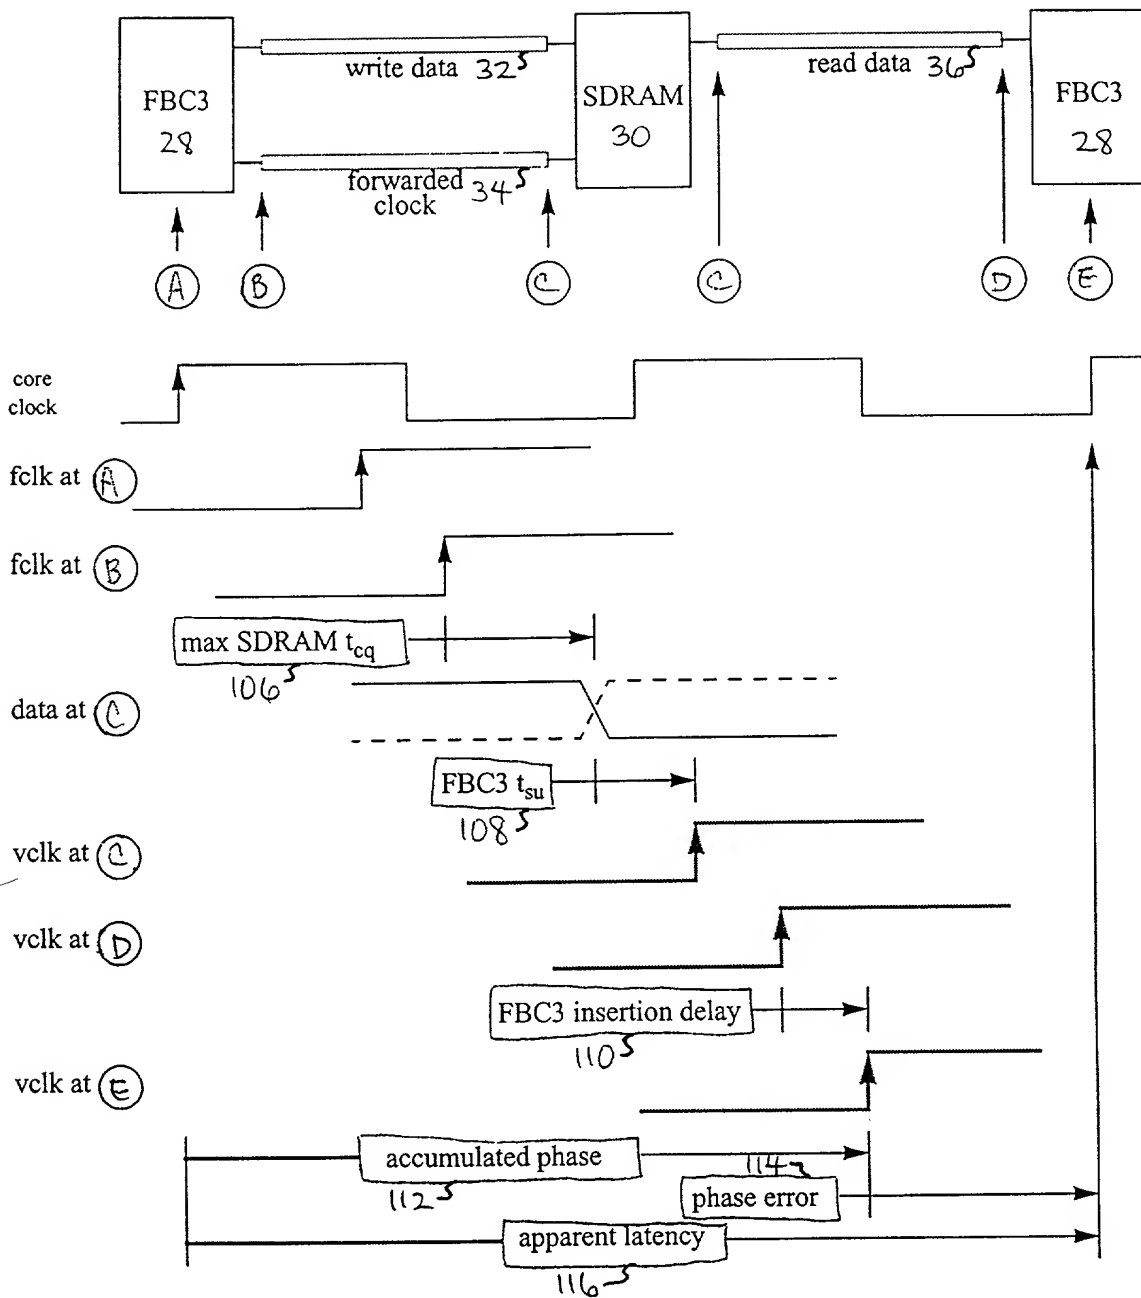 write data 32
read data 36
FBC3
28
SDRAM
30
FBC3
28
forwarded 34
clock
A
B
C
C
D
E
core
clock
fclk at A
fclk at B
max SDRAM tcq
106
data at C
FBC3 tsu
108
vclk at C
vclk at D
FBC3 insertion delay
110
vclk at E
accumulated phase
112
114
phase error
apparent latency
116